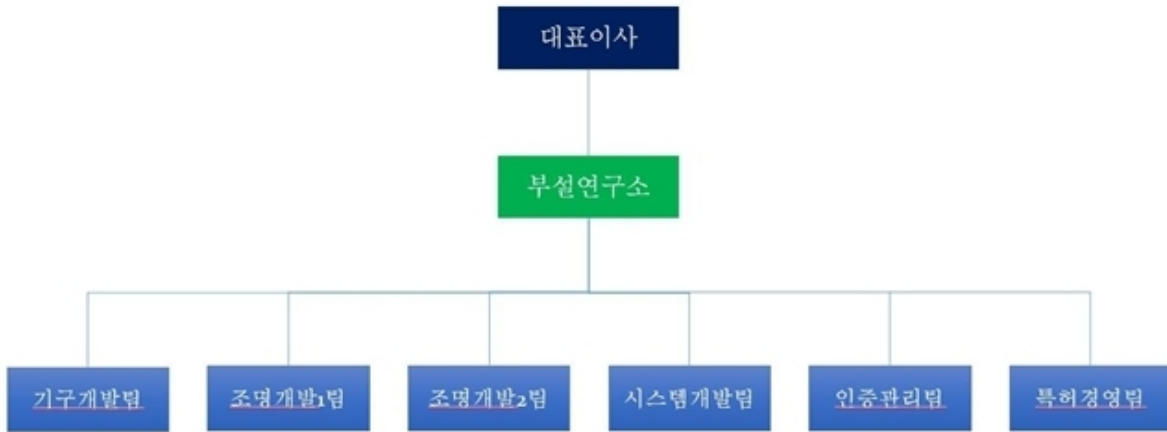 대표이사
부설연구소
기구개발팀
조명개발1팀
조명개발2팀
시스템개발팀
인증관리팀
특허경영팀